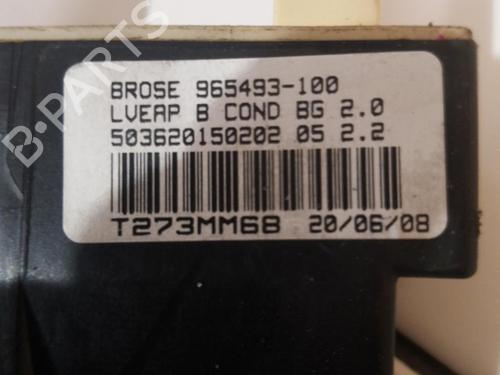 BROSE 965493-100
LVEAP B COND BG 2.0
503620150202 05 2.2
T273MM68 20/06/08
B-Parts